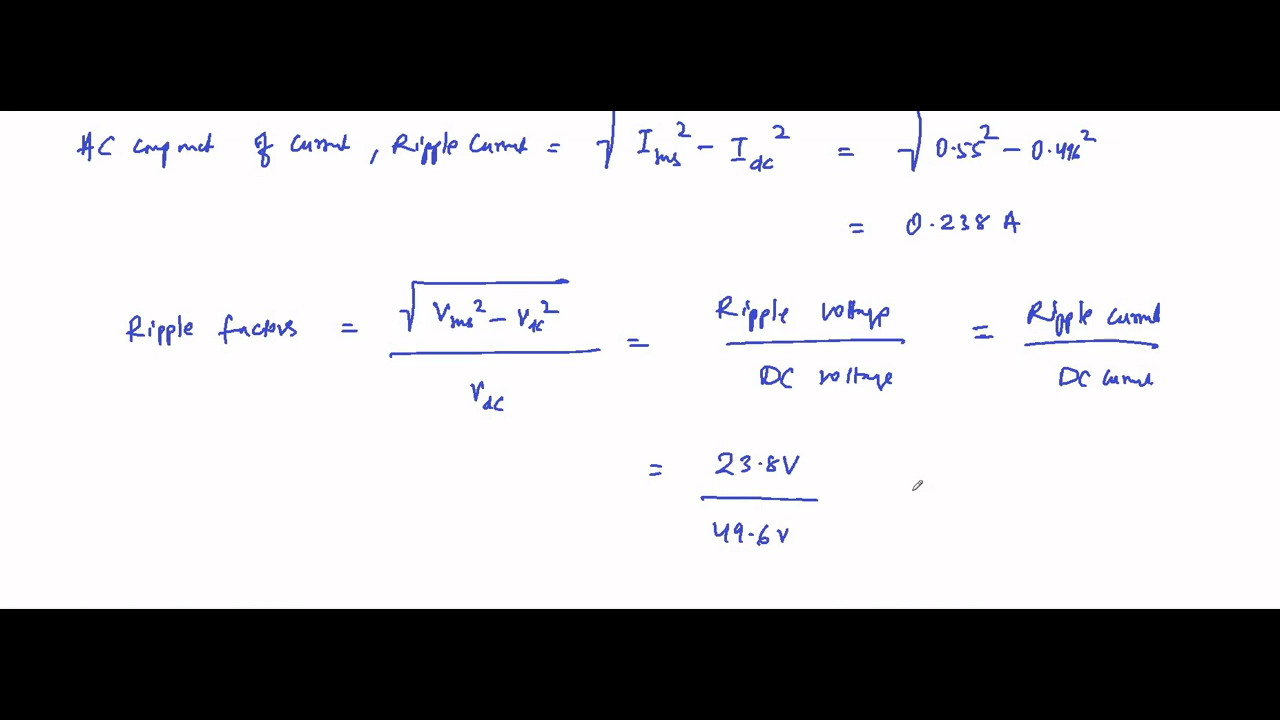 AC component of Current, Ripple Current = √ I_rms² - I_dc² = √ 0.55² - 0.496²
= 0.238 A
Ripple factors = √ V_rms² - V_dc² / V_dc = Ripple voltage / DC voltage = Ripple current / DC current
= 23.8V / 49.6V